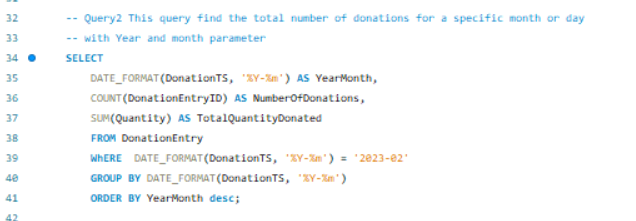 32 -- Query2 This query find the total number of donations for a specific month or day
33 -- with Year and month parameter
34 SELECT
35 DATE_FORMAT(DonationTS, '%Y-%m') AS YearMonth,
36 COUNT(DonationEntryID) AS NumberOfDonations,
37 SUM(Quantity) AS TotalQuantityDonated
38 FROM DonationEntry
39 WhERE DATE_FORMAT(DonationTS, '%Y-%m') = '2023-02'
40 GROUP BY DATE_FORMAT(DonationTS, '%Y-%m')
41 ORDER BY YearMonth desc;
42